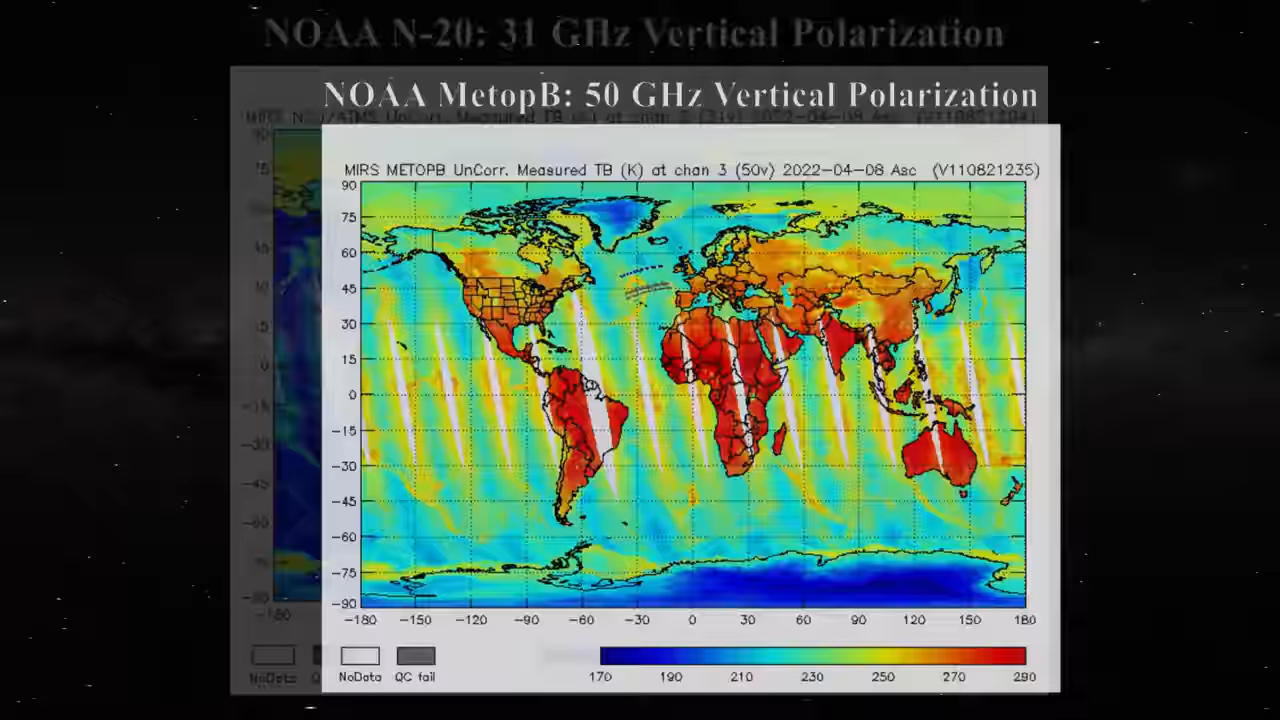 NOAA N-20: 31 GHz Vertical Polarization
NOAA MetopB: 50 GHz Vertical Polarization
MIRS METOPB UnCorr. Measured TB (K) at chan 3 (50v) 2022-04-08 Asc (V110821235)
90
75
60
45
30
15
0
-15
-30
-45
-60
-75
-90
-180 -150 -120 -90 -60 -30 0 30 60 90 120 150 180
-180
NoData
NoData QC fail
170 190 210 230 250 270 290